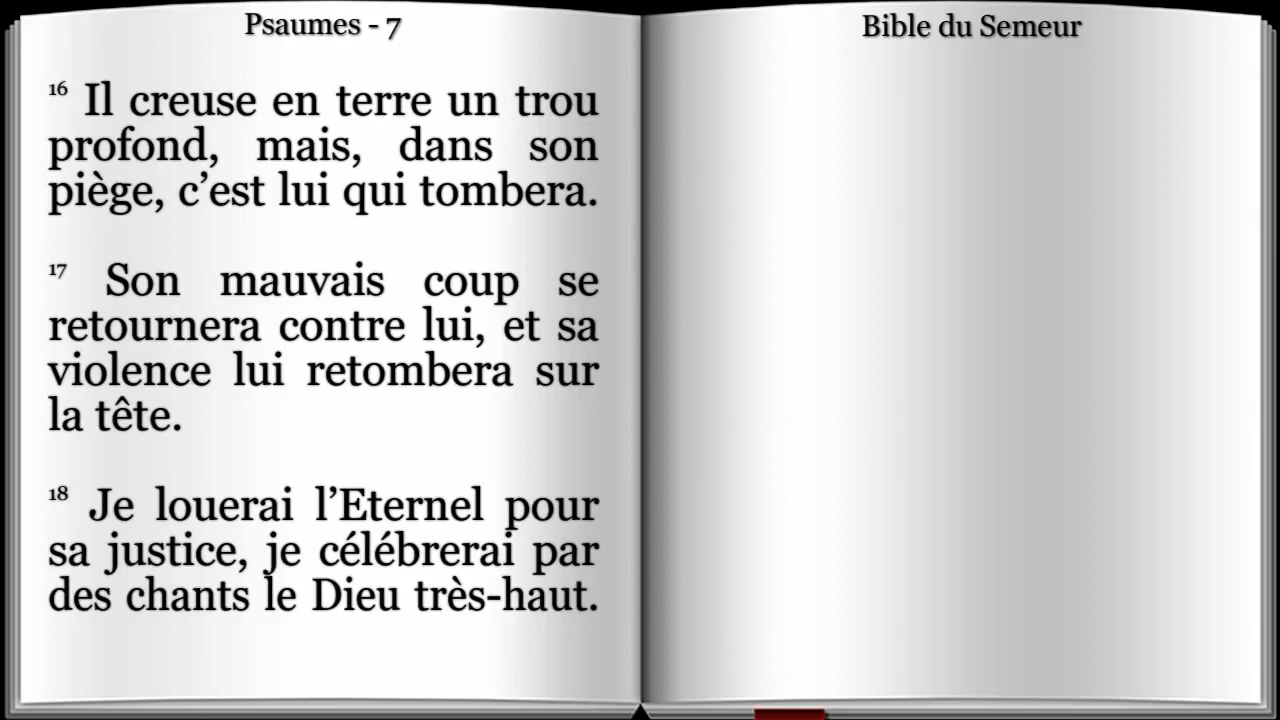 Psaumes - 7
16 Il creuse en terre un trou
profond, mais, dans son
piège, c’est lui qui tombera.
17 Son mauvais coup se
retournera contre lui, et sa
violence lui retombera sur
la tête.
18 Je louerai l’Eternel pour
sa justice, je célébrerai par
des chants le Dieu très-haut.
Bible du Semeur